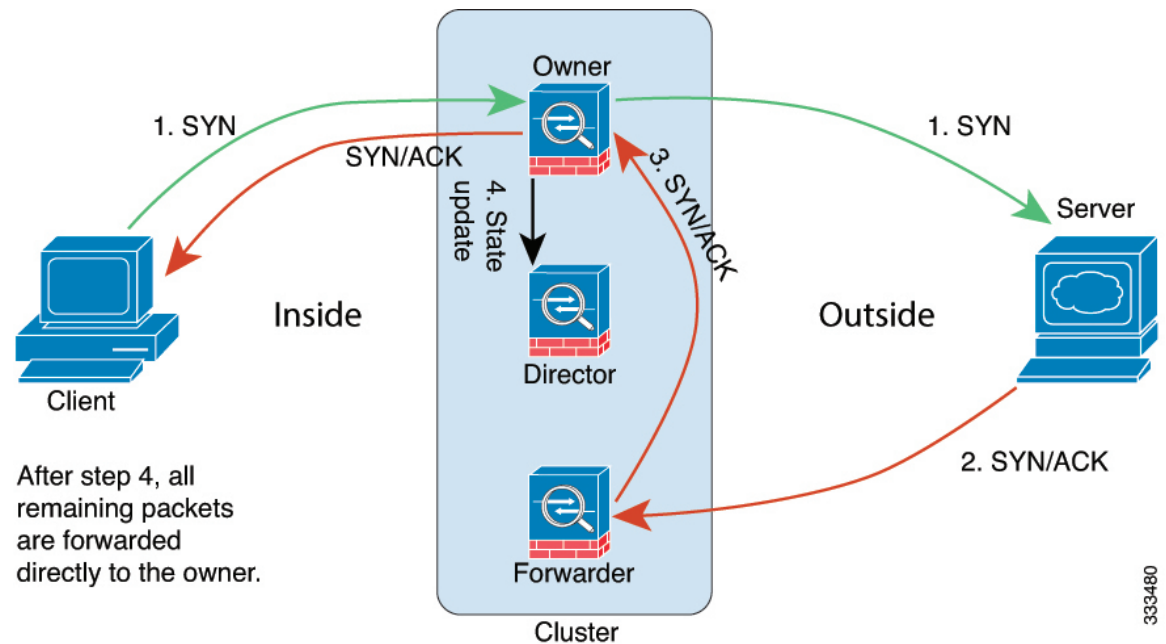 Owner
1. SYN
1. SYN
SYN/ACK
3. SYN/ACK
4. State
update
Server
Inside
Outside
Director
Client
2. SYN/ACK
After step 4, all
remaining packets
are forwarded
directly to the owner.
Forwarder
Cluster
333480